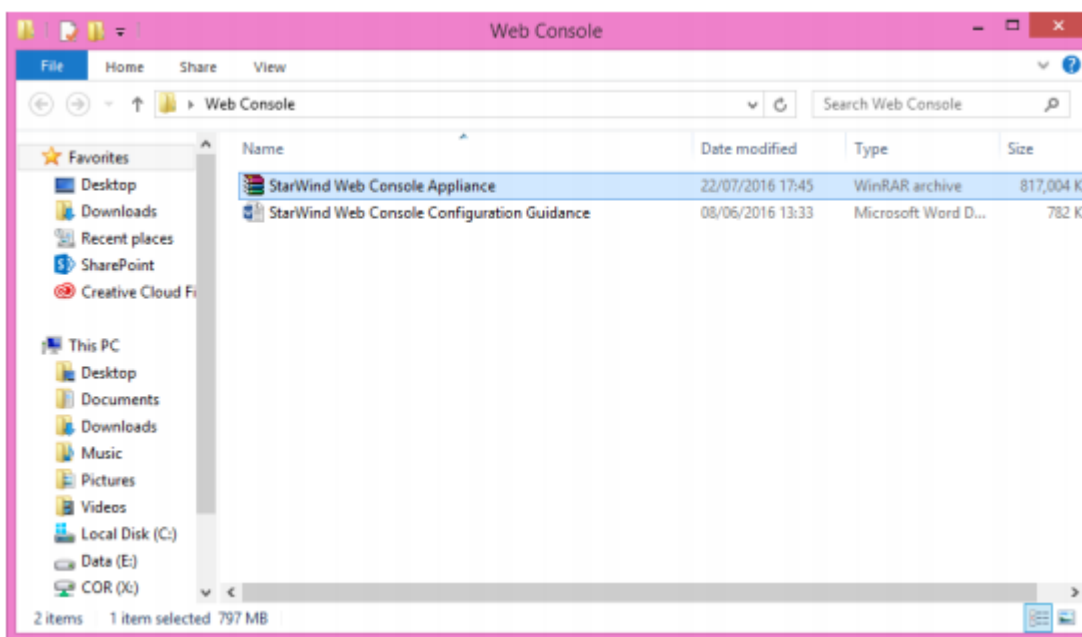 Web Console
File Home Share View
Web Console Search Web Console
Name Date modified Type Size
StarWind Web Console Appliance 22/07/2016 17:45 WinRAR archive 817,004 K
StarWind Web Console Configuration Guidance 08/06/2016 13:33 Microsoft Word D... 782 K
Favorites
Desktop
Downloads
Recent places
SharePoint
Creative Cloud Fi
This PC
Desktop
Documents
Downloads
Music
Pictures
Videos
Local Disk (C:)
Data (E:)
COR (X:)
2 items 1 item selected 797 MB